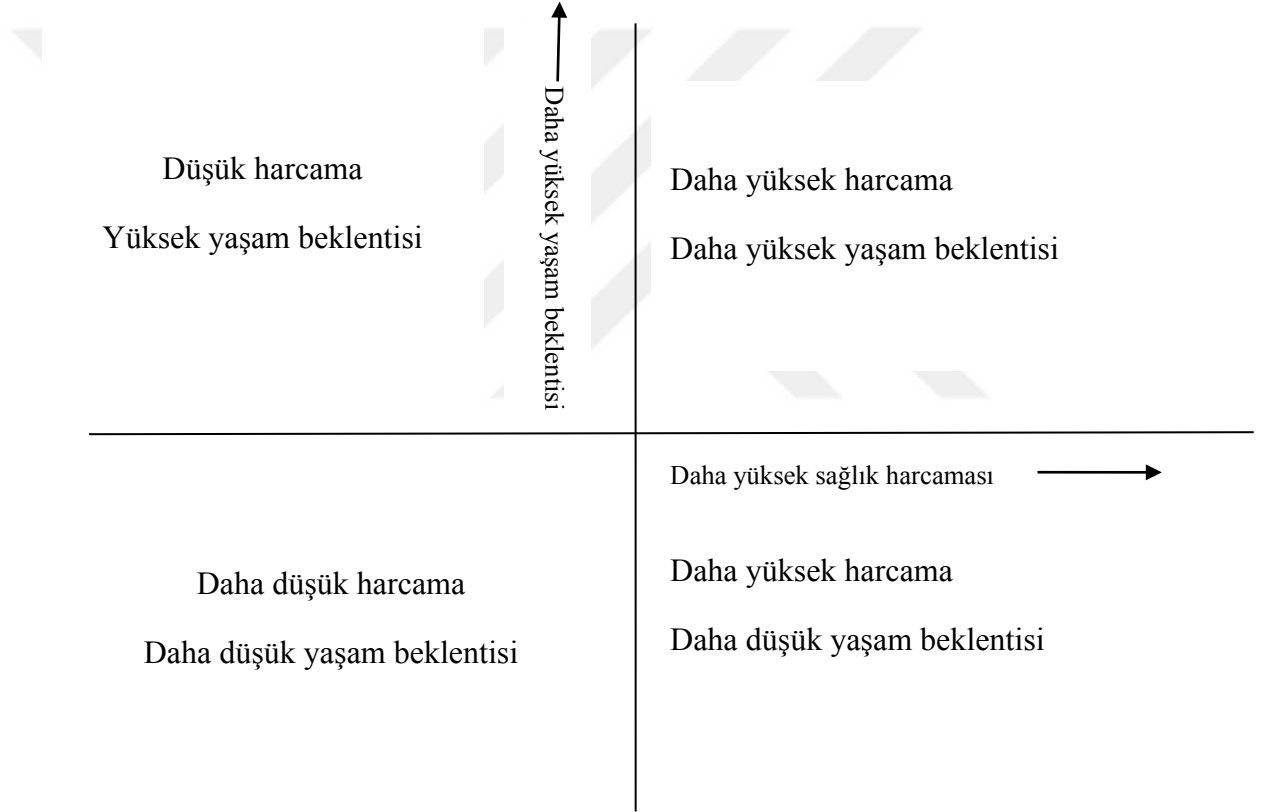 Düşük harcama
Yüksek yaşam beklentisi
Daha yüksek yaşam beklentisi
Daha yüksek harcama
Daha yüksek yaşam beklentisi
Daha yüksek sağlık harcaması
Daha düşük harcama
Daha düşük yaşam beklentisi
Daha yüksek harcama
Daha düşük yaşam beklentisi